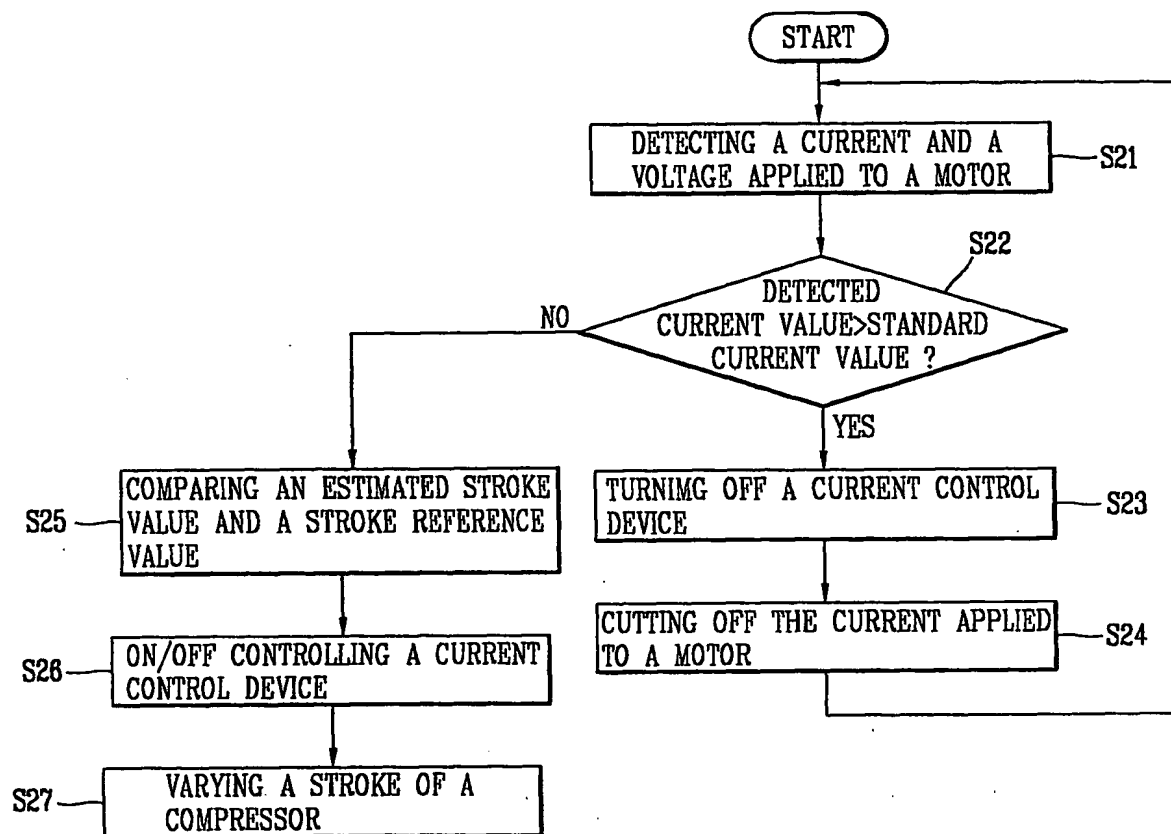 START
DETECTING A CURRENT AND A
VOLTAGE APPLIED TO A MOTOR
S21
S22
DETECTED
CURRENT VALUE>STANDARD
CURRENT VALUE ?
NO
YES
COMPARING AN ESTIMATED STROKE
VALUE AND A STROKE REFERENCE
VALUE
S25
TURNIMG OFF A CURRENT CONTROL
DEVICE
S23
CUTTING OFF THE CURRENT APPLIED
TO A MOTOR
S24
ON/OFF CONTROLLING A CURRENT
CONTROL DEVICE
S26
VARYING A STROKE OF A
COMPRESSOR
S27